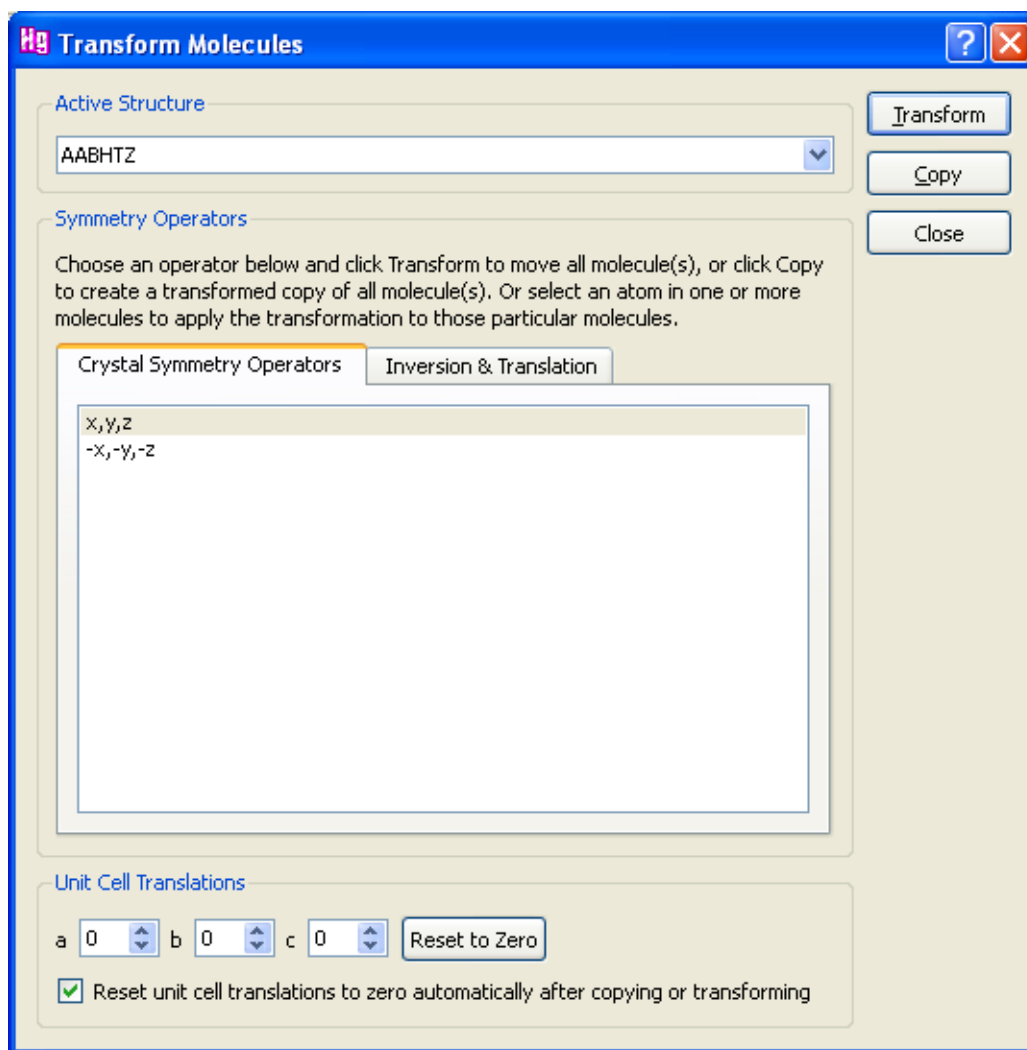 Hg Transform Molecules
Active Structure
AABHTZ
Transform
Copy
Close
Symmetry Operators
Choose an operator below and click Transform to move all molecule(s), or click Copy
to create a transformed copy of all molecule(s). Or select an atom in one or more
molecules to apply the transformation to those particular molecules.
Crystal Symmetry Operators Inversion & Translation
x,y,z
-x,-y,-z
Unit Cell Translations
a 0 b 0 c 0 Reset to Zero
Reset unit cell translations to zero automatically after copying or transforming